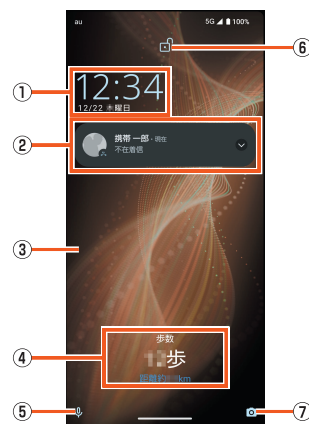 au 5G 100%
⑥
① 12:34
12/22 木曜日
② 携帯 一郎・現在
不在着信
③
歩数
④ 歩
km
⑤ ⑦